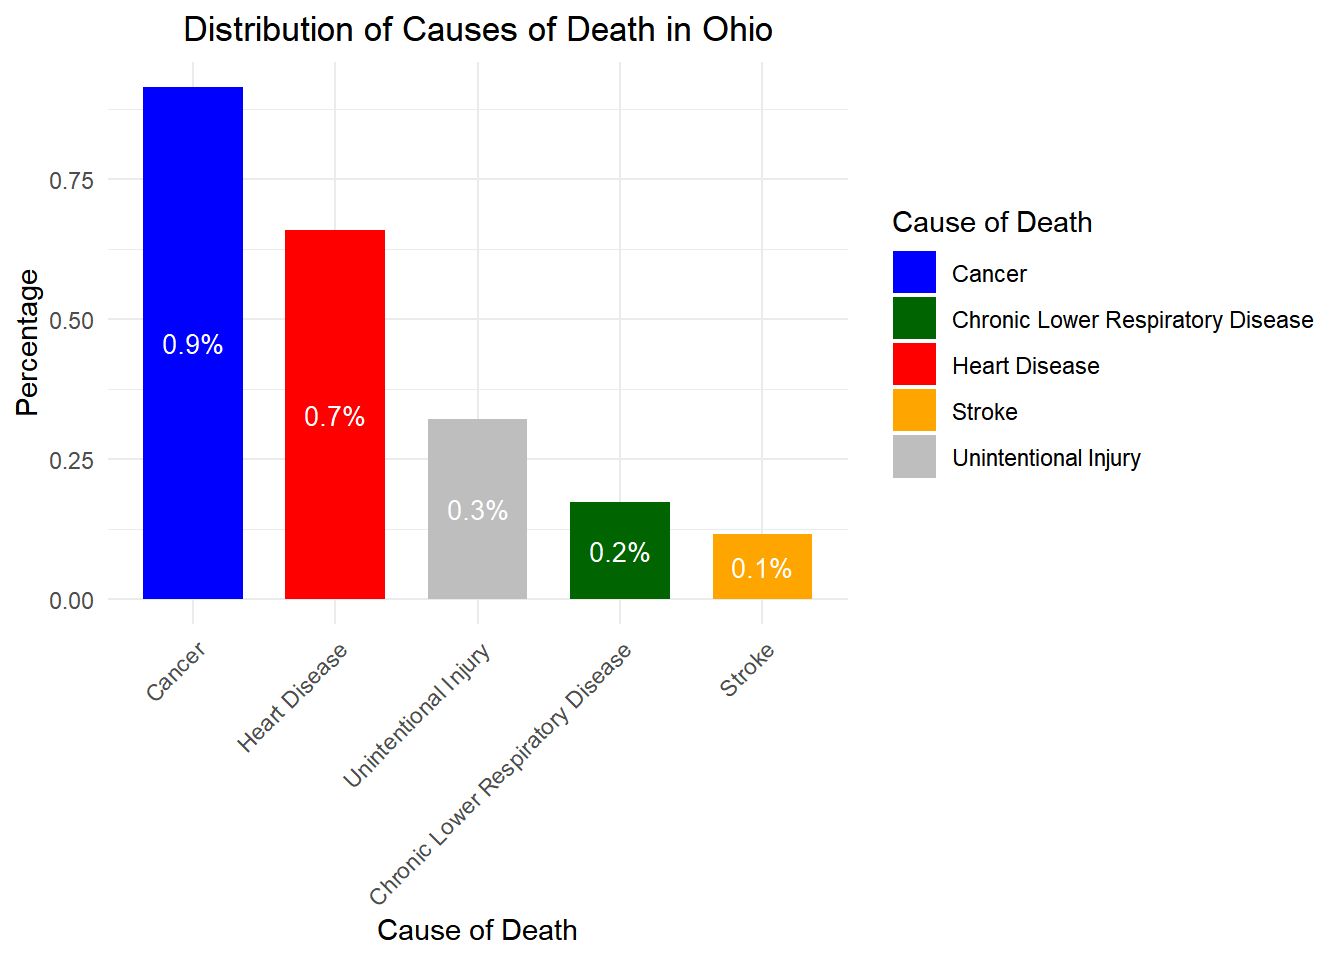 Distribution of Causes of Death in Ohio
Percentage
0.75
0.50
0.25
0.00
0.9%
0.7%
0.3%
0.2%
0.1%
Cancer
Heart Disease
Unintentional Injury
Chronic Lower Respiratory Disease
Stroke
Cause of Death
Cause of Death
Cancer
Chronic Lower Respiratory Disease
Heart Disease
Stroke
Unintentional Injury